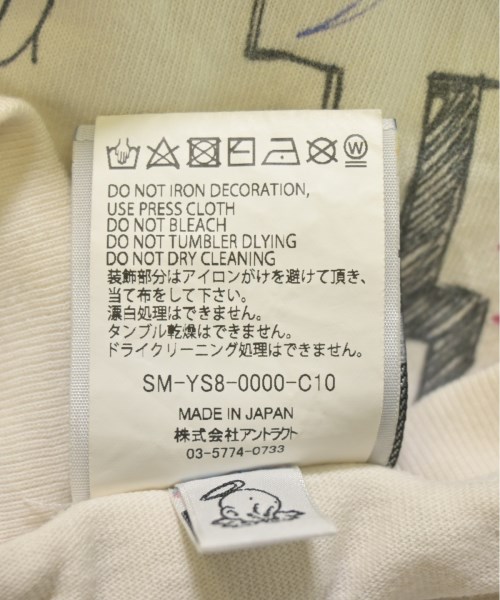 DO NOT IRON DECORATION,
USE PRESS CLOTH
DO NOT BLEACH
DO NOT TUMBLER DLYING
DO NOT DRY CLEANING
装飾部分はアイロンがけを避けて頂き、
当て布をして下さい。
漂白処理はできません。
タンブル乾燥はできません。
ドライクリーニング処理はできません。
SM-YS8-0000-C10
MADE IN JAPAN
株式会社アントラクト
03-5774-0733